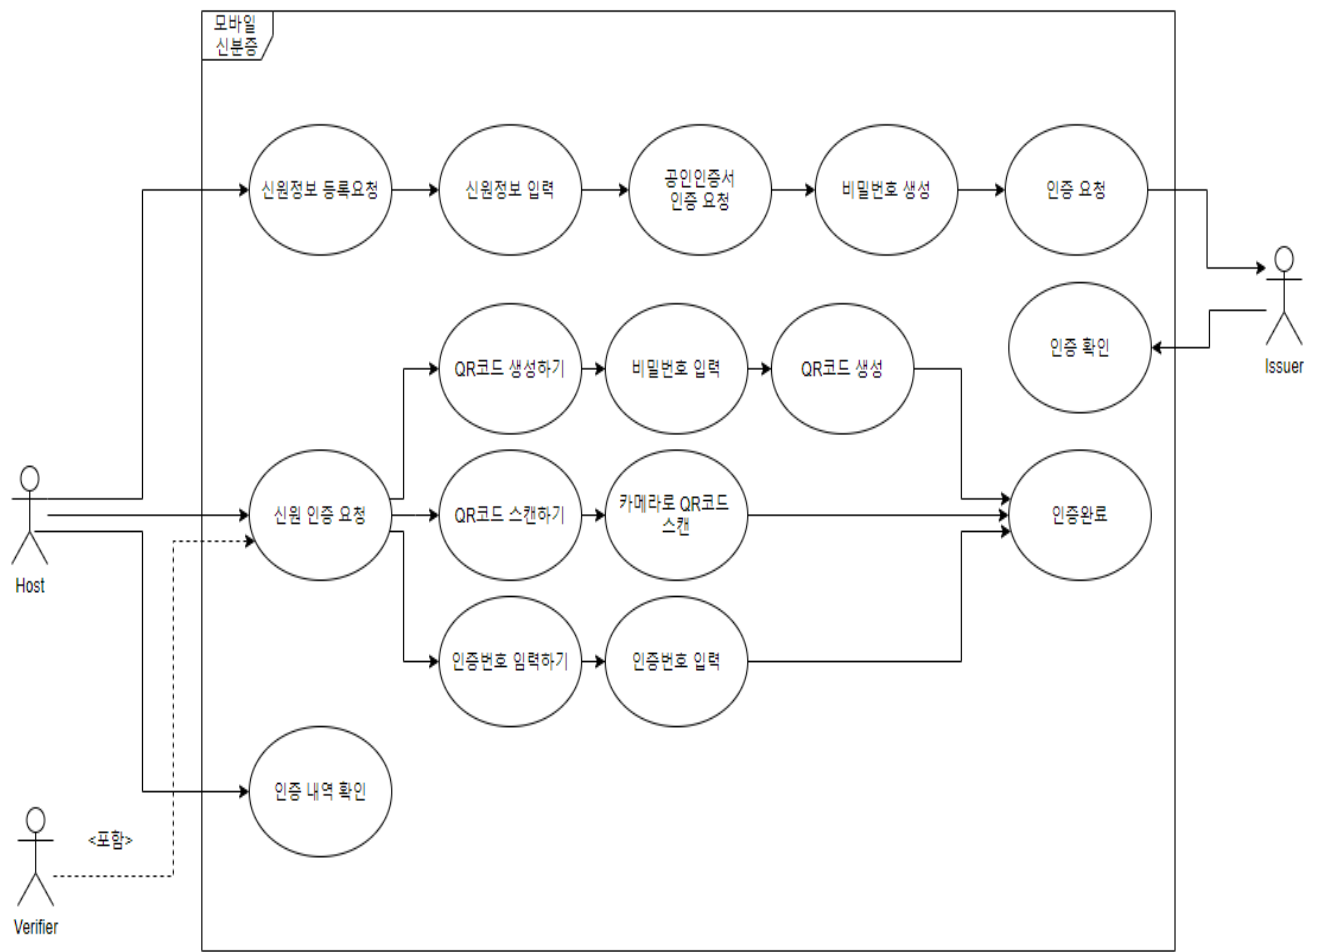 모바일
신분증
신원정보 등록요청
신원정보 입력
공인인증서
인증 요청
비밀번호 생성
인증 요청
인증 확인
Issuer
QR코드 생성하기
비밀번호 입력
QR코드 생성
Host
신원 인증 요청
QR코드 스캔하기
카메라로 QR코드
스캔
인증완료
인증번호 임력하기
인증번호 입력
인증 내역 확인
<포함>
Verifier